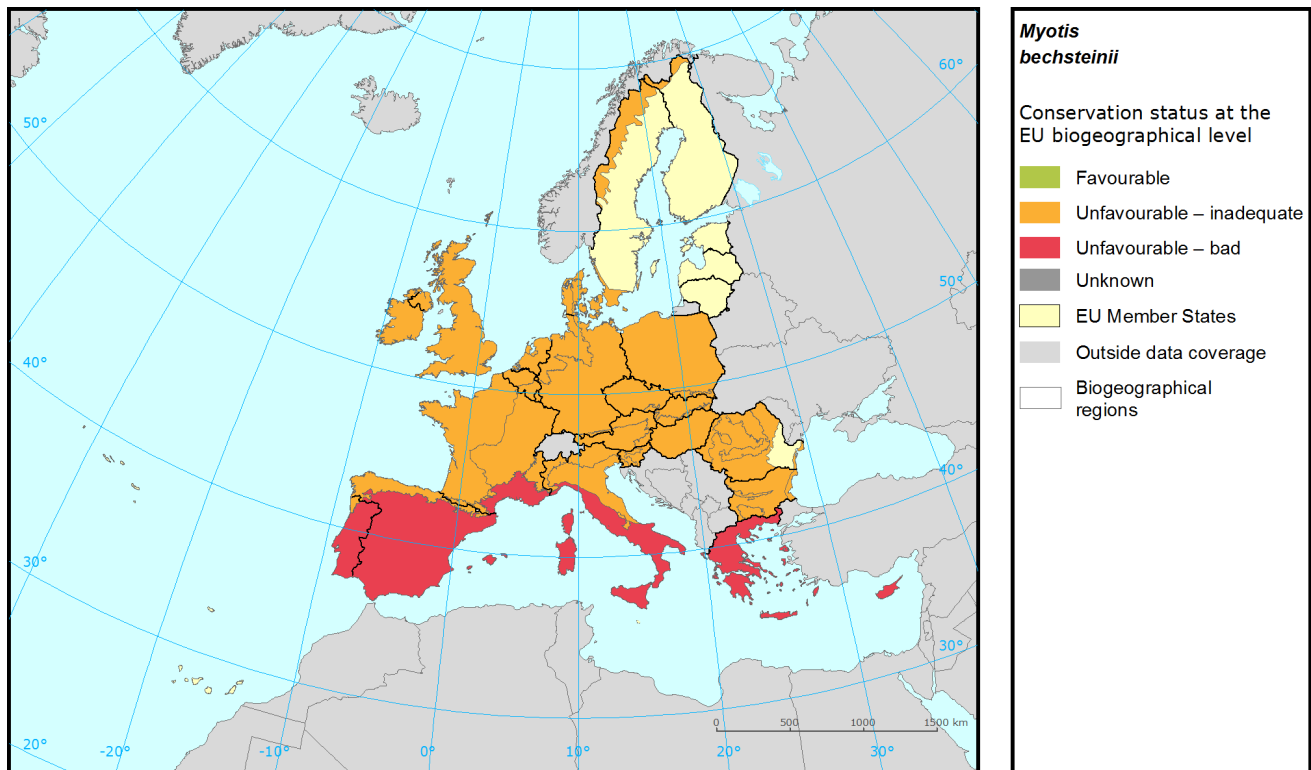 Myotis
bechsteinii
Conservation status at the
EU biogeographical level
Favourable
Unfavourable – inadequate
Unfavourable – bad
Unknown
EU Member States
Outside data coverage
Biogeographical
regions
60°
50°
50°
40°
40°
30°
30°
20°
-20°
-10°
0°
10°
20°
30°
0
500
1000
1500 km